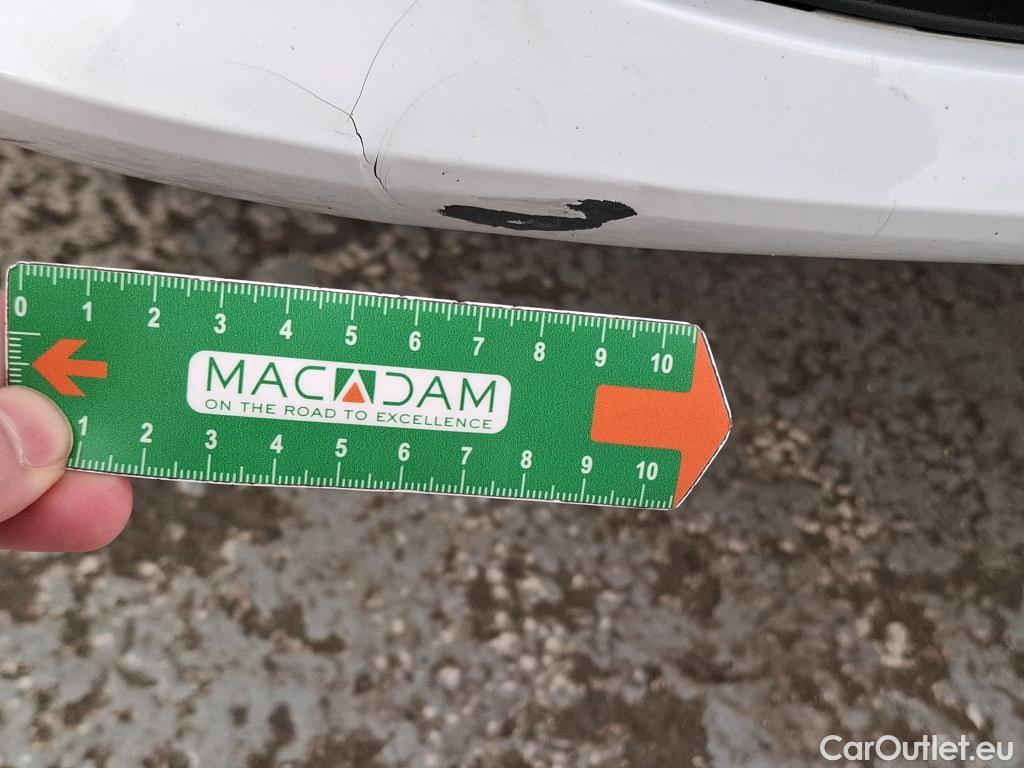 0 1 2 3 4 5 6 7 8 9 10
MACADAM
ON THE ROAD TO EXCELLENCE
1 2 3 4 5 6 7 8 9 10
CarOutlet.eu